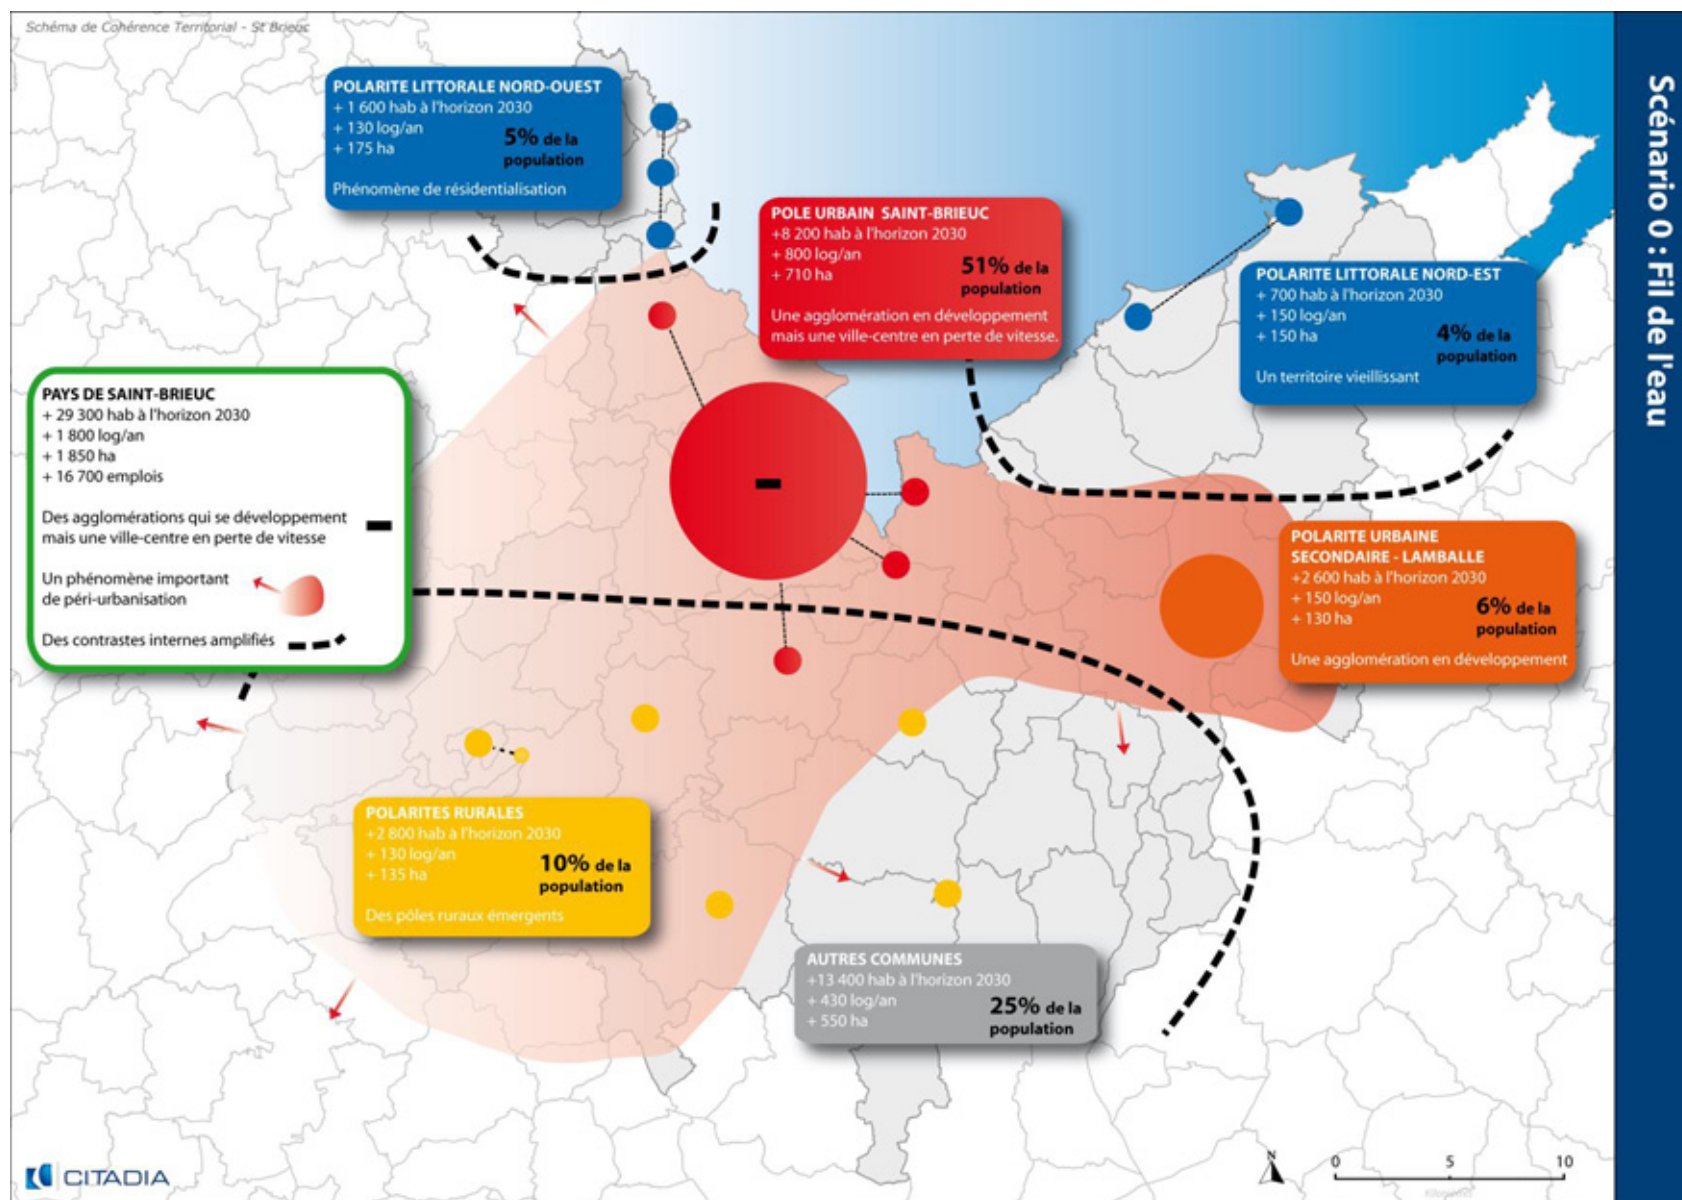 Schéma de Cohérence Territorial - St Brieuc
Scénario 0 : Fil de l'eau
POLARITE LITTORALE NORD-OUEST
+ 1 600 hab à l'horizon 2030
+ 130 log/an
+ 175 ha
5% de la
population
Phénomène de résidentialisation
POLE URBAIN SAINT-BRIEUC
+8 200 hab à l'horizon 2030
+ 800 log/an
+ 710 ha
51% de la
population
Une agglomération en développement
mais une ville-centre en perte de vitesse.
POLARITE LITTORALE NORD-EST
+ 700 hab à l'horizon 2030
+ 150 log/an
+ 150 ha
4% de la
population
Un territoire vieillissant
PAYS DE SAINT-BRIEUC
+ 29 300 hab à l'horizon 2030
+ 1 800 log/an
+ 1 850 ha
+ 16 700 emplois
Des agglomérations qui se développement
mais une ville-centre en perte de vitesse
Un phénomène important
de péri-urbanisation
Des contrastes internes amplifiés
POLARITE URBAINE
SECONDAIRE - LAMBALLE
+2 600 hab à l'horizon 2030
+ 150 log/an
+ 130 ha
6% de la
population
Une agglomération en développement
POLARITES RURALES
+2 800 hab à l'horizon 2030
+ 130 log/an
+ 135 ha
10% de la
population
Des pôles ruraux émergents
AUTRES COMMUNES
+13 400 hab à l'horizon 2030
+ 430 log/an
+ 550 ha
25% de la
population
CITADIA
N
0 5 10
Kilomètres